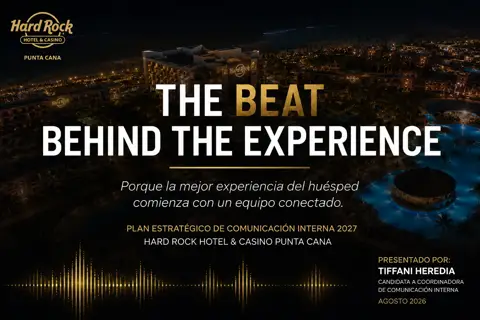 Hard Rock
HOTEL & CASINO
PUNTA CANA
THE BEAT
BEHIND THE EXPERIENCE
Porque la mejor experiencia del huésped
comienza con un equipo conectado.
PLAN ESTRATÉGICO DE COMUNICACIÓN INTERNA 2027
HARD ROCK HOTEL & CASINO PUNTA CANA
PRESENTADO POR:
TIFFANI HEREDIA
CANDIDATA A COORDINADORA
DE COMUNICACIÓN INTERNA
AGOSTO 2026